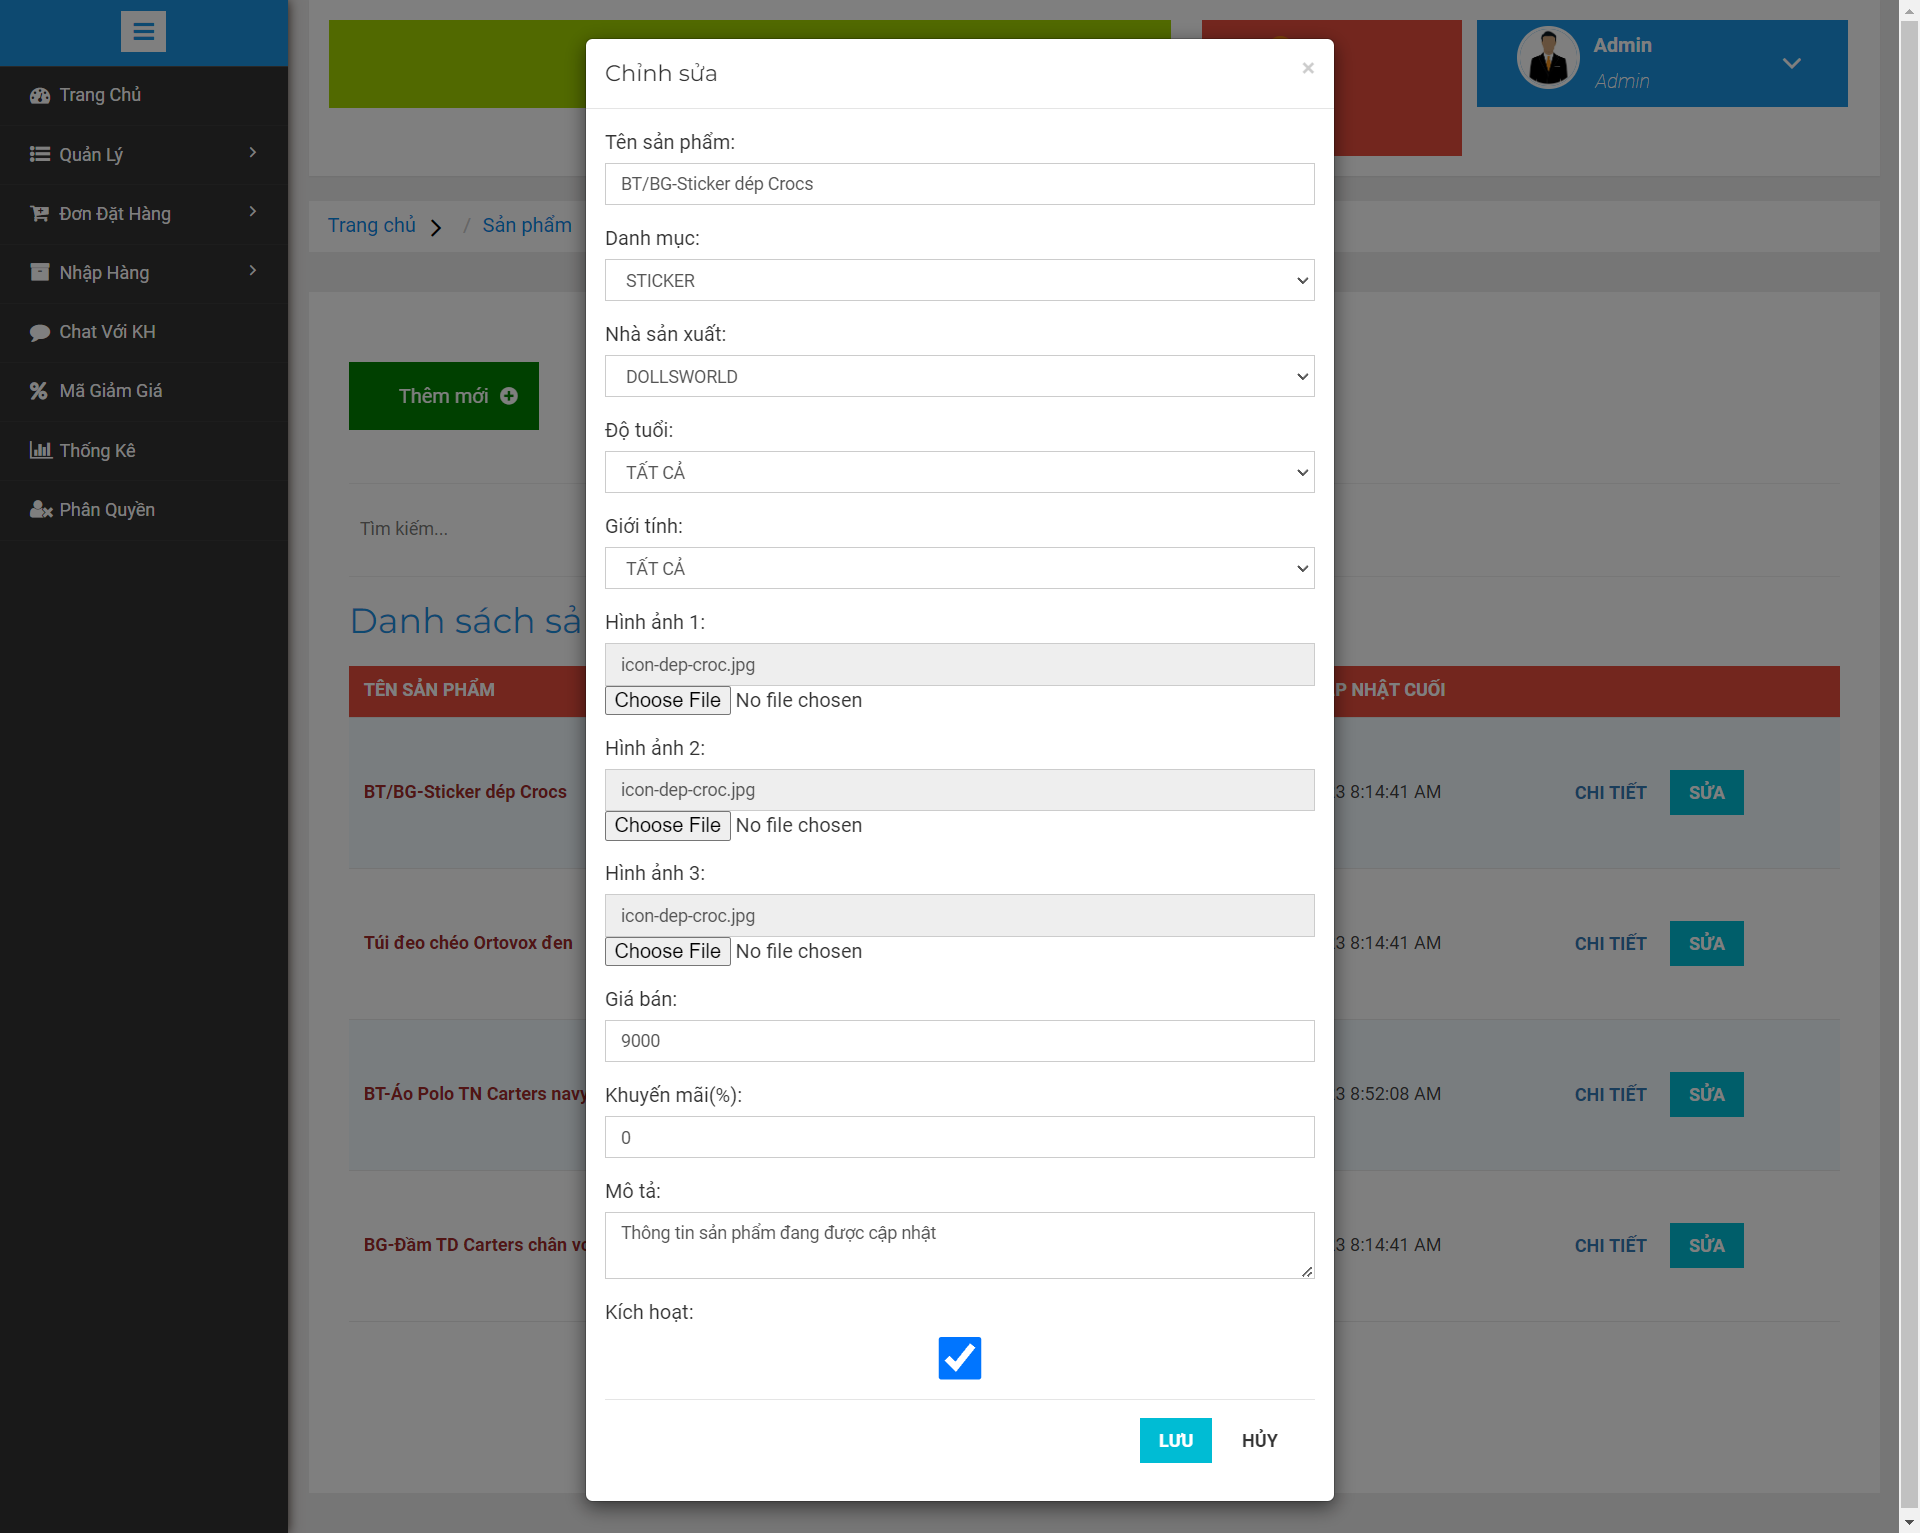 Trang Chủ
Quản Lý
Đơn Đặt Hàng
Nhập Hàng
Chat Với KH
Mã Giảm Giá
Thống Kê
Phân Quyền
Admin
Admin
Trang chủ / Sản phẩm
Thêm mới
Tìm kiếm...
Danh sách sả
TÊN SẢN PHẨM
P NHẬT CUỐI
BT/BG-Sticker dép Crocs
3 8:14:41 AM
CHI TIẾT
SỬA
Túi đeo chéo Ortovox đen
3 8:14:41 AM
CHI TIẾT
SỬA
BT-Áo Polo TN Carters navy
3 8:52:08 AM
CHI TIẾT
SỬA
BG-Đầm TD Carters chân
3 8:14:41 AM
CHI TIẾT
SỬA
Chỉnh sửa
×
Tên sản phẩm:
BT/BG-Sticker dép Crocs
Danh mục:
STICKER
Nhà sản xuất:
DOLLSWORLD
Độ tuổi:
TẤT CẢ
Giới tính:
TẤT CẢ
Hình ảnh 1:
icon-dep-croc.jpg
Choose File No file chosen
Hình ảnh 2:
icon-dep-croc.jpg
Choose File No file chosen
Hình ảnh 3:
icon-dep-croc.jpg
Choose File No file chosen
Giá bán:
9000
Khuyến mãi(%):
0
Mô tả:
Thông tin sản phẩm đang được cập nhật
Kích hoạt:
LƯU
HỦY